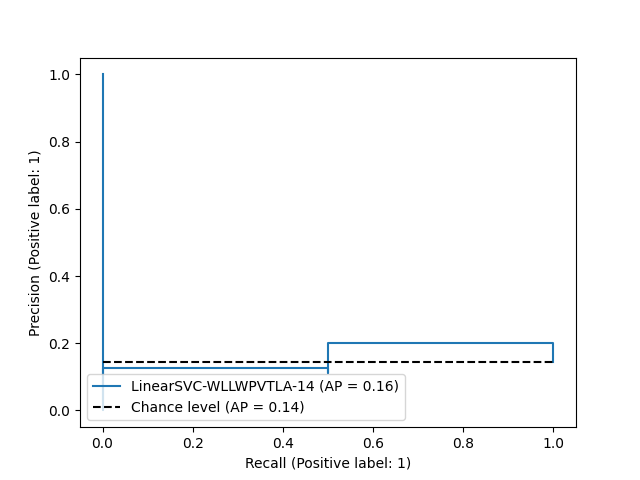 1.0
0.8
0.6
0.4
0.2
0.0
Precision (Positive label: 1)
LinearSVC-WLLWPVTLA-14 (AP = 0.16)
Chance level (AP = 0.14)
0.0 0.2 0.4 0.6 0.8 1.0
Recall (Positive label: 1)